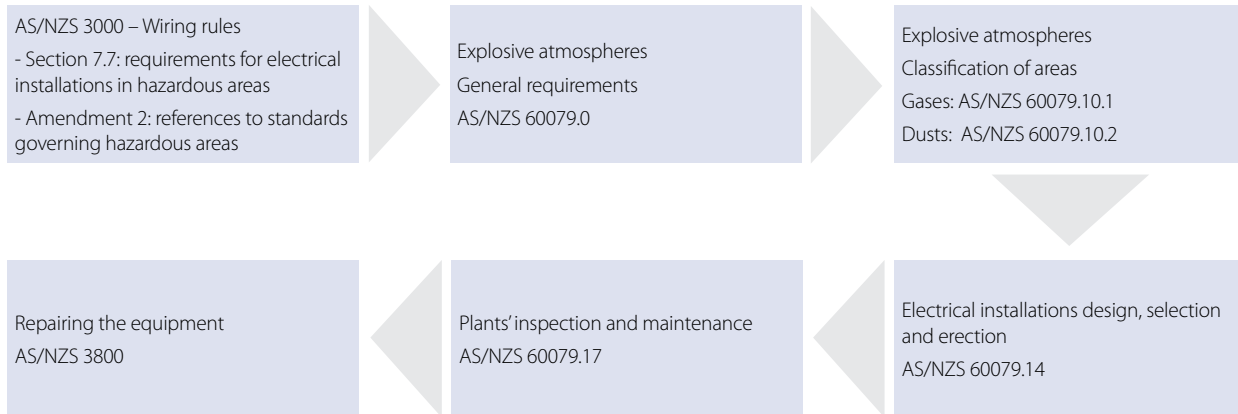 AS/NZS 3000 – Wiring rules
- Section 7.7: requirements for electrical
installations in hazardous areas
- Amendment 2: references to standards
governing hazardous areas
Explosive atmospheres
General requirements
AS/NZS 60079.0
Explosive atmospheres
Classification of areas
Gases: AS/NZS 60079.10.1
Dusts: AS/NZS 60079.10.2
Electrical installations design, selection
and erection
AS/NZS 60079.14
Plants’ inspection and maintenance
AS/NZS 60079.17
Repairing the equipment
AS/NZS 3800